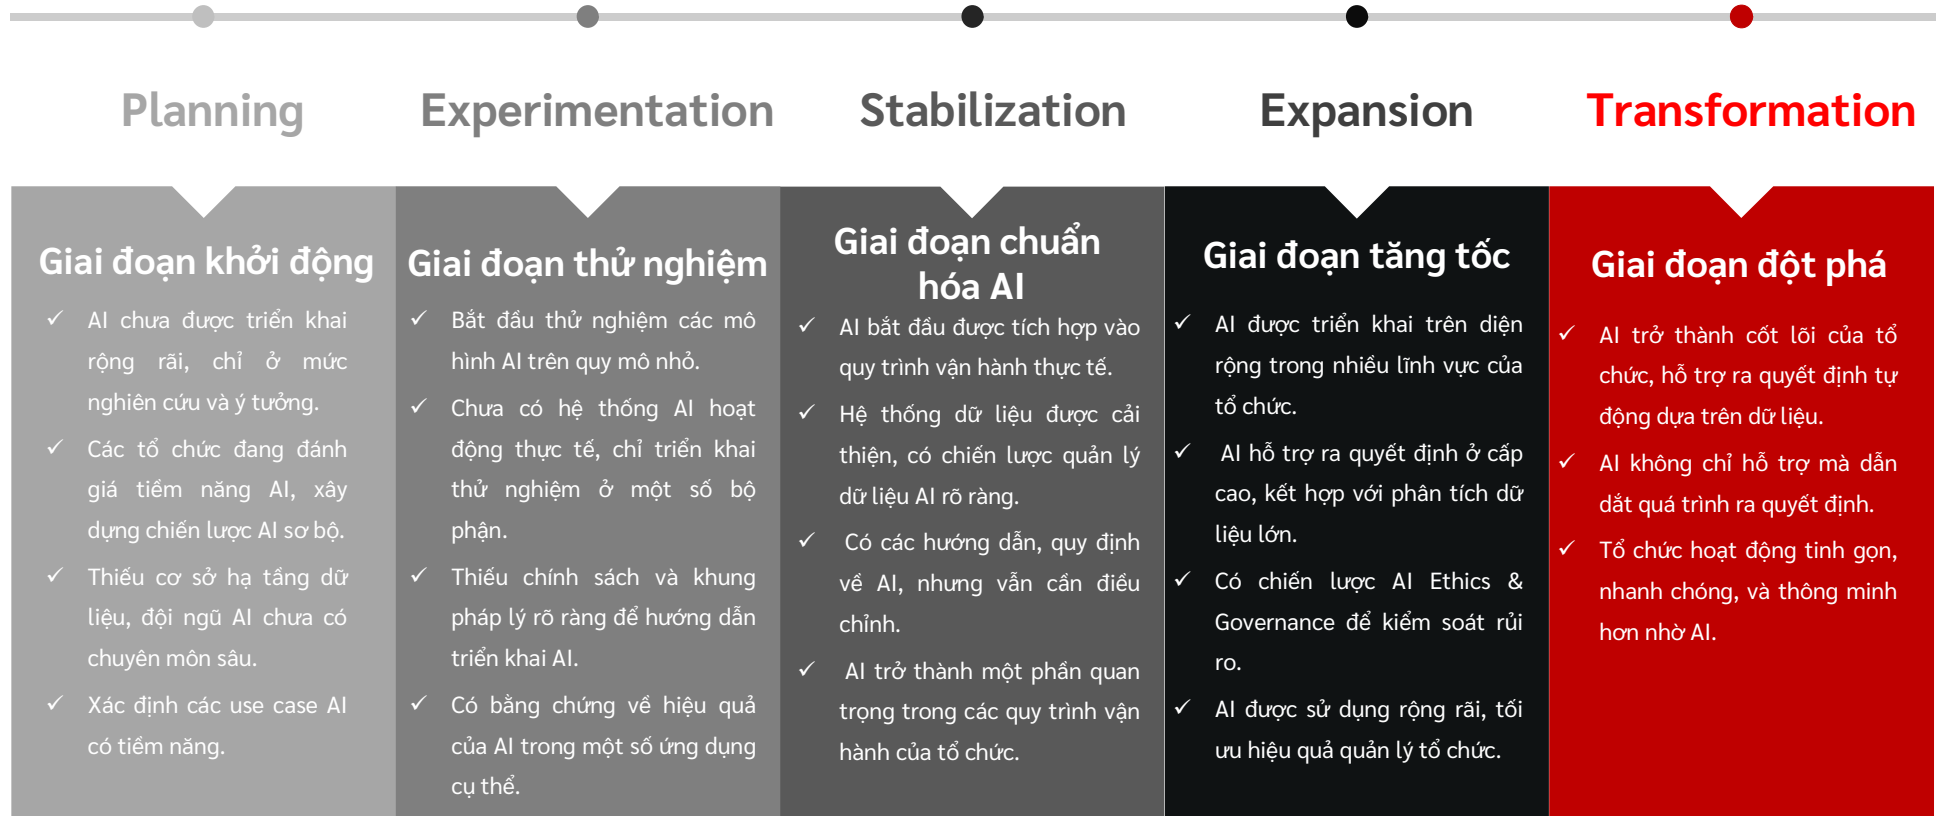 Planning
Experimentation
Stabilization
Expansion
Transformation
Giai đoạn khởi động
AI chưa được triển khai
rộng rãi, chỉ ở mức
nghiên cứu và ý tưởng.
Các tổ chức đang đánh
giá tiềm năng AI, xây
dựng chiến lược AI sơ bộ.
Thiếu cơ sở hạ tầng dữ
liệu, đội ngũ AI chưa có
chuyên môn sâu.
Xác định các use case AI
có tiềm năng.
Giai đoạn thử nghiệm
Bắt đầu thử nghiệm các mô
hình AI trên quy mô nhỏ.
Chưa có hệ thống AI hoạt
động thực tế, chỉ triển khai
thử nghiệm ở một số bộ
phận.
Thiếu chính sách và khung
pháp lý rõ ràng để hướng dẫn
triển khai AI.
Có bằng chứng về hiệu quả
của AI trong một số ứng dụng
cụ thể.
Giai đoạn chuẩn
hóa AI
AI bắt đầu được tích hợp vào
quy trình vận hành thực tế.
Hệ thống dữ liệu được cải
thiện, có chiến lược quản lý
dữ liệu AI rõ ràng.
Có các hướng dẫn, quy định
về AI, nhưng vẫn cần điều
chỉnh.
AI trở thành một phần quan
trọng trong các quy trình vận
hành của tổ chức.
Giai đoạn tăng tốc
AI được triển khai trên diện
rộng trong nhiều lĩnh vực của
tổ chức.
AI hỗ trợ ra quyết định ở cấp
cao, kết hợp với phân tích dữ
liệu lớn.
Có chiến lược AI Ethics &
Governance để kiểm soát rủi
ro.
AI được sử dụng rộng rãi, tối
ưu hiệu quả quản lý tổ chức.
Giai đoạn đột phá
AI trở thành cốt lõi của tổ
chức, hỗ trợ ra quyết định tự
động dựa trên dữ liệu.
AI không chỉ hỗ trợ mà dẫn
dắt quá trình ra quyết định.
Tổ chức hoạt động tinh gọn,
nhanh chóng, và thông minh
hơn nhờ AI.